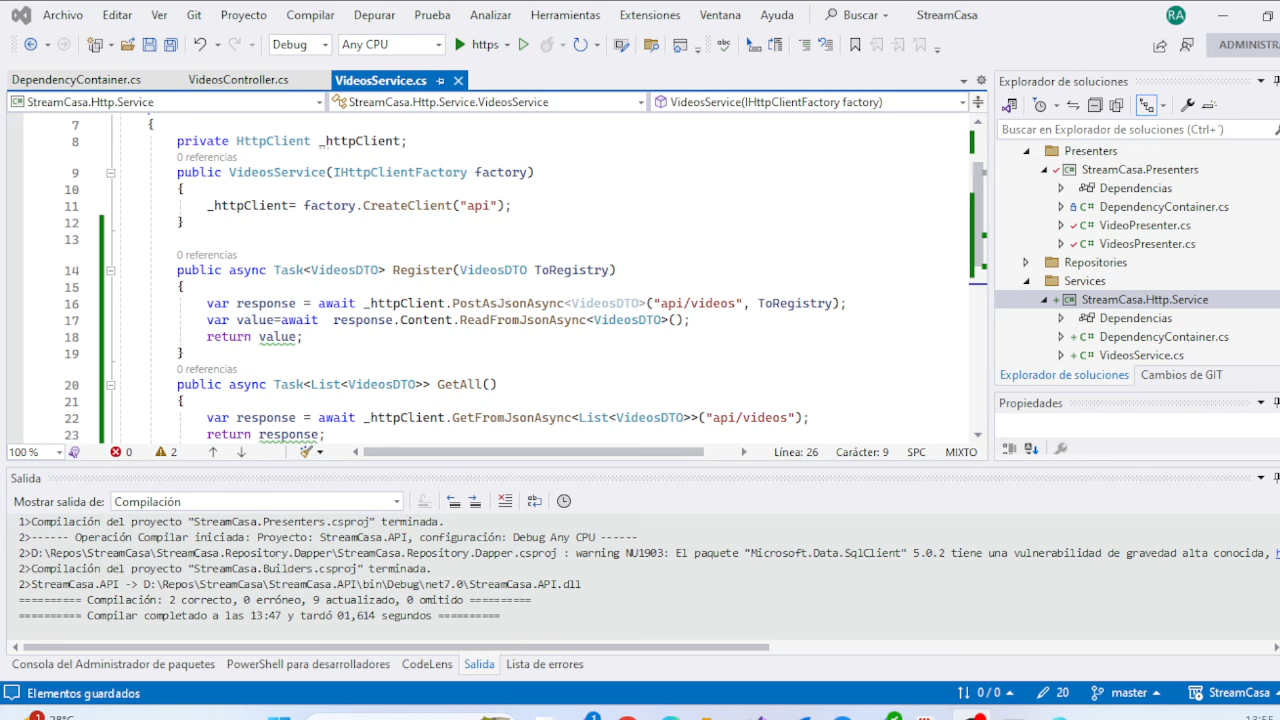 Archivo Editar Ver Git Proyecto Compilar Depurar Prueba Analizar Herramientas Extensiones Ventana Ayuda Buscar StreamCasa RA
Debug Any CPU https ADMINISTRA
DependencyContainer.cs VideosController.cs VideosService.cs
StreamCasa.Http.Service StreamCasa.Http.Service.VideosService VideosService(IHttpClientFactory factory)
7 {
8 private HttpClient _httpClient;
0 referencias
9 public VideosService(IHttpClientFactory factory)
10 {
11 _httpClient= factory.CreateClient("api");
12 }
13
0 referencias
14 public async Task<VideosDTO> Register(VideosDTO ToRegistry)
15 {
16 var response = await _httpClient.PostAsJsonAsync<VideosDTO>("api/videos", ToRegistry);
17 var value=await response.Content.ReadFromJsonAsync<VideosDTO>();
18 return value;
19 }
0 referencias
20 public async Task<List<VideosDTO>> GetAll()
21 {
22 var response = await _httpClient.GetFromJsonAsync<List<VideosDTO>>("api/videos");
23 return response;
100 % 0 2 Línea: 26 Carácter: 9 SPC MIXTO
Explorador de soluciones
Buscar en Explorador de soluciones (Ctrl+´)
Presenters
StreamCasa.Presenters
Dependencias
C# DependencyContainer.cs
C# VideoPresenter.cs
C# VideosPresenter.cs
Repositories
Services
StreamCasa.Http.Service
Dependencias
C# DependencyContainer.cs
C# VideosService.cs
Explorador de soluciones Cambios de GIT
Propiedades
Salida
Mostrar salida de: Compilación
1>Compilación del proyecto "StreamCasa.Presenters.csproj" terminada.
2>------ Operación Compilar iniciada: Proyecto: StreamCasa.API, configuración: Debug Any CPU ------
2>D:\Repos\StreamCasa\StreamCasa.Repository.Dapper\StreamCasa.Repository.Dapper.csproj : warning NU1903: El paquete "Microsoft.Data.SqlClient" 5.0.2 tiene una vulnerabilidad de gravedad alta conocida, h
2>Compilación del proyecto "StreamCasa.Builders.csproj" terminada.
2>StreamCasa.API -> D:\Repos\StreamCasa\StreamCasa.API\bin\Debug\net7.0\StreamCasa.API.dll
========== Compilación: 2 correcto, 0 erróneo, 9 actualizado, 0 omitido ==========
========== Compilar completado a las 13:47 y tardó 01,614 segundos ==========
Consola del Administrador de paquetes PowerShell para desarrolladores CodeLens Salida Lista de errores
Elementos guardados 0 / 0 20 master StreamCasa